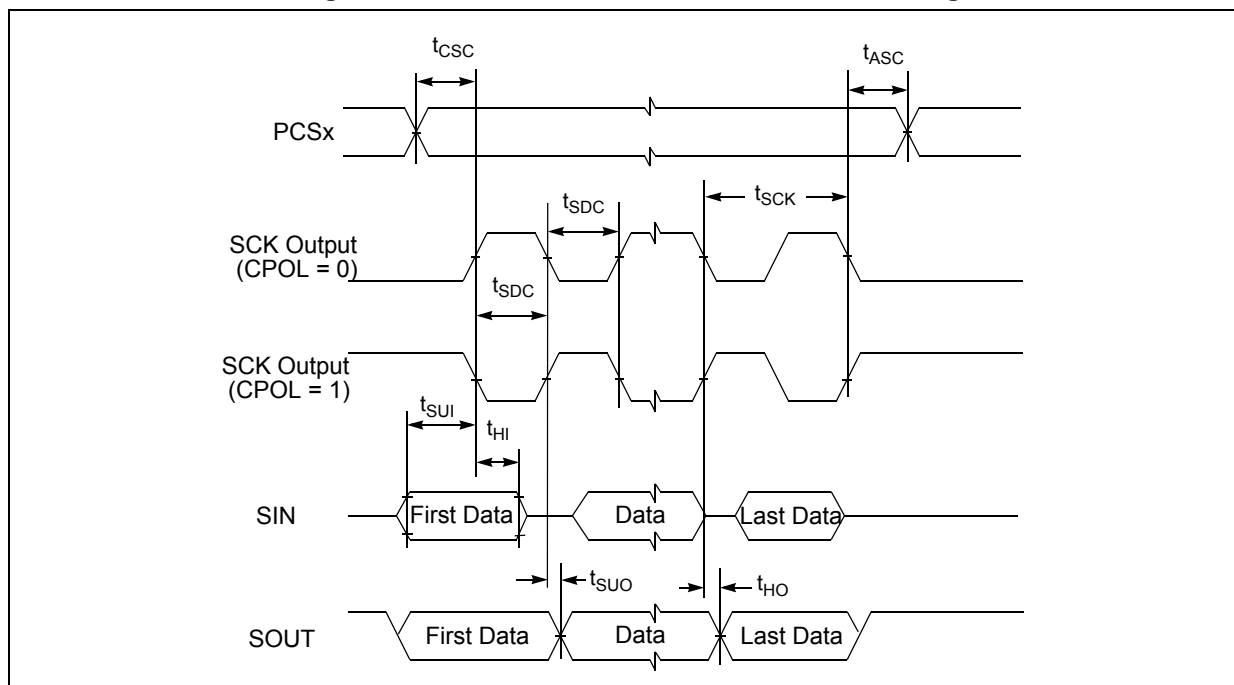 tCSC
tASC
PCSx
tSCK
tSDC
SCK Output
(CPOL = 0)
tSDC
SCK Output
(CPOL = 1)
tSUI
tHI
SIN
First Data
Data
Last Data
tSUO
tHO
SOUT
First Data
Data
Last Data